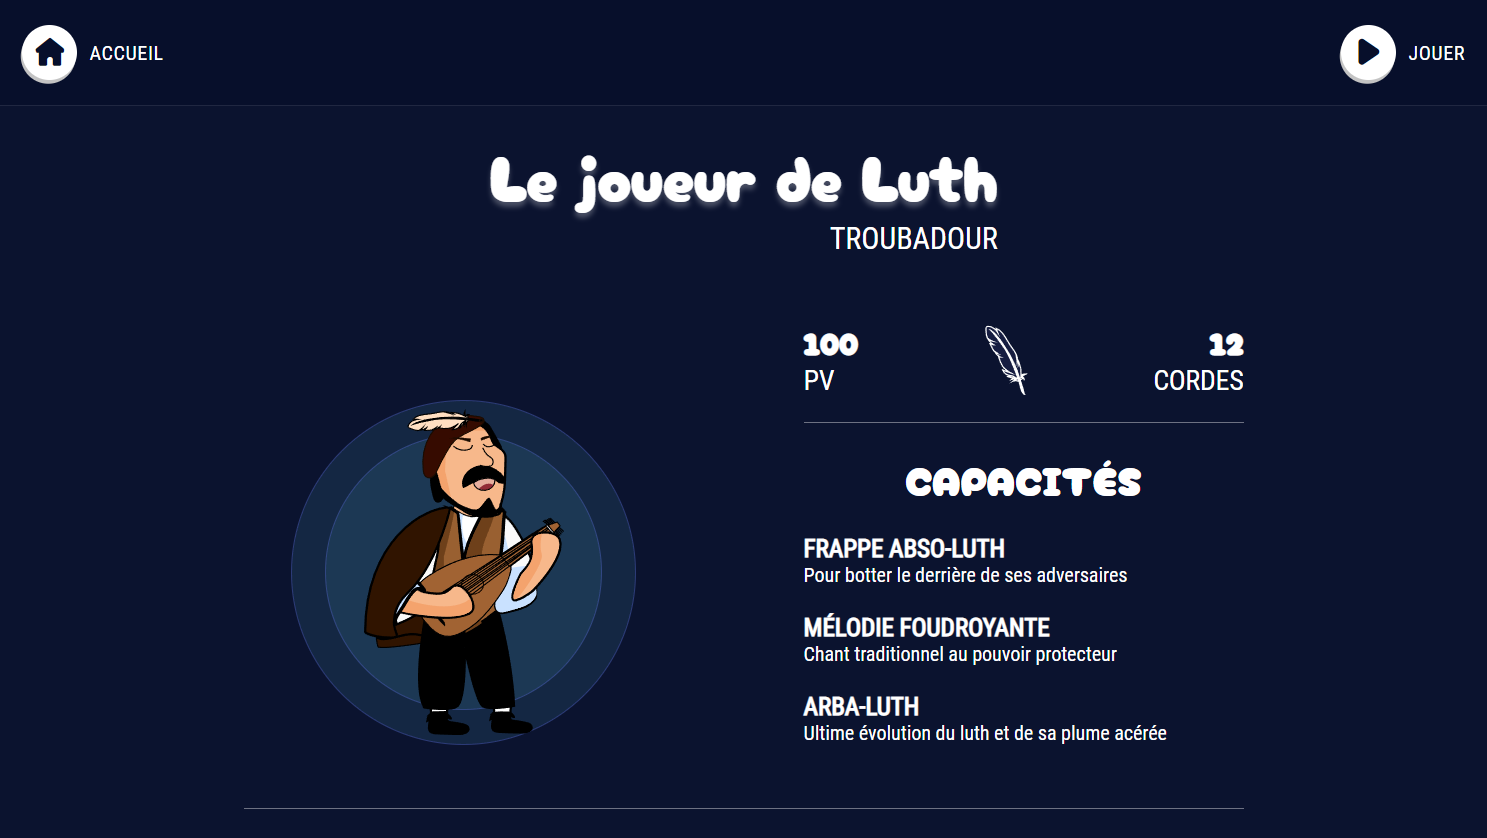 ACCUEIL
JOUER
Le joueur de Luth
TROUBADOUR
100
PV
12
CORDES
CAPACITÉS
FRAPPE ABSO-LUTH
Pour botter le derrière de ses adversaires
MÉLODIE FOUDROYANTE
Chant traditionnel au pouvoir protecteur
ARBA-LUTH
Ultime évolution du luth et de sa plume acérée